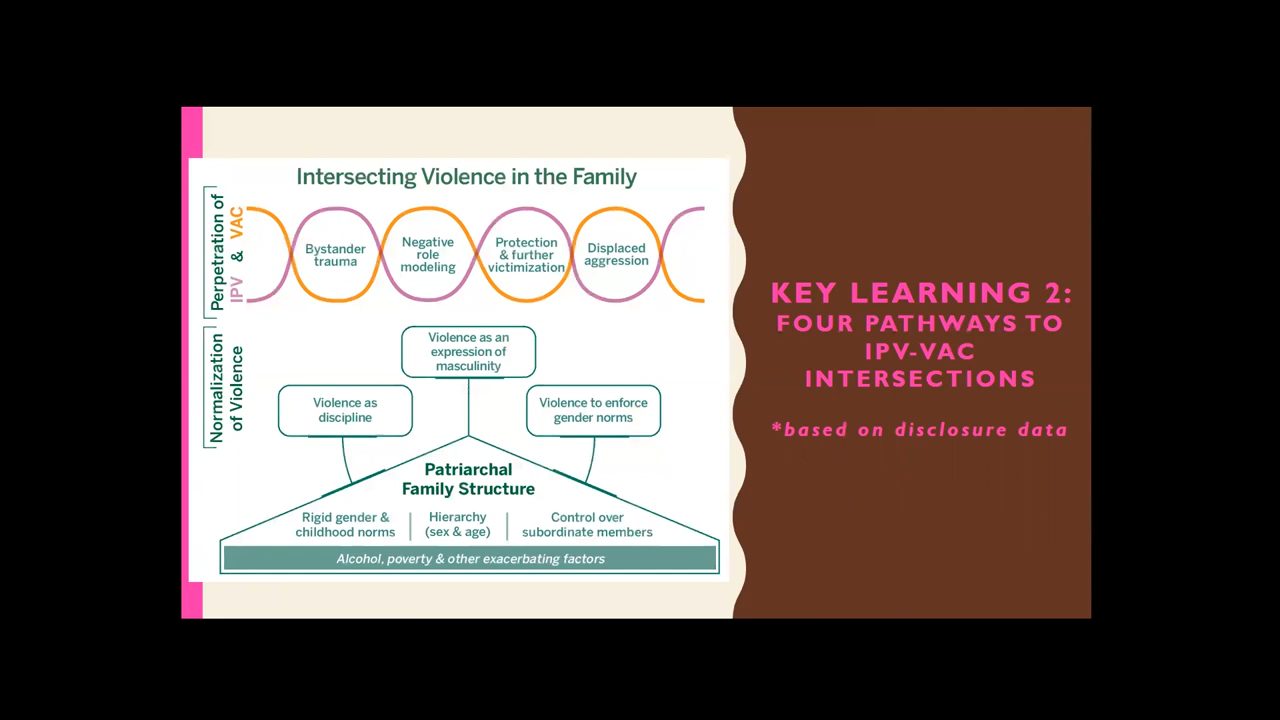 Intersecting Violence in the Family
Perpetration of
IPV & VAC
Bystander
trauma
Negative
role
modeling
Protection
& further
victimization
Displaced
aggression
Normalization
of Violence
Violence as an
expression of
masculinity
Violence as
discipline
Violence to enforce
gender norms
Patriarchal
Family Structure
Rigid gender &
childhood norms
Hierarchy
(sex & age)
Control over
subordinate members
Alcohol, poverty & other exacerbating factors
KEY LEARNING 2:
FOUR PATHWAYS TO
IPV-VAC
INTERSECTIONS
*based on disclosure data